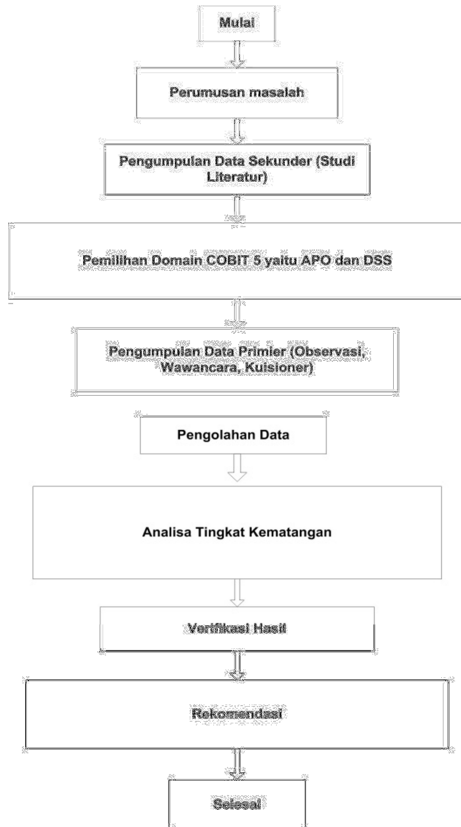 Mulai
Perumusan masalah
Pengumpulan Data Sekunder (Studi
Literatur)
Pemilihan Domain COBIT 5 yaitu APO dan DSS
Pengumpulan Data Primier (Observasi,
Wawancara, Kuisioner)
Pengolahan Data
Analisa Tingkat Kematangan
Verifikasi Hasil
Rekomendasi
Selesai